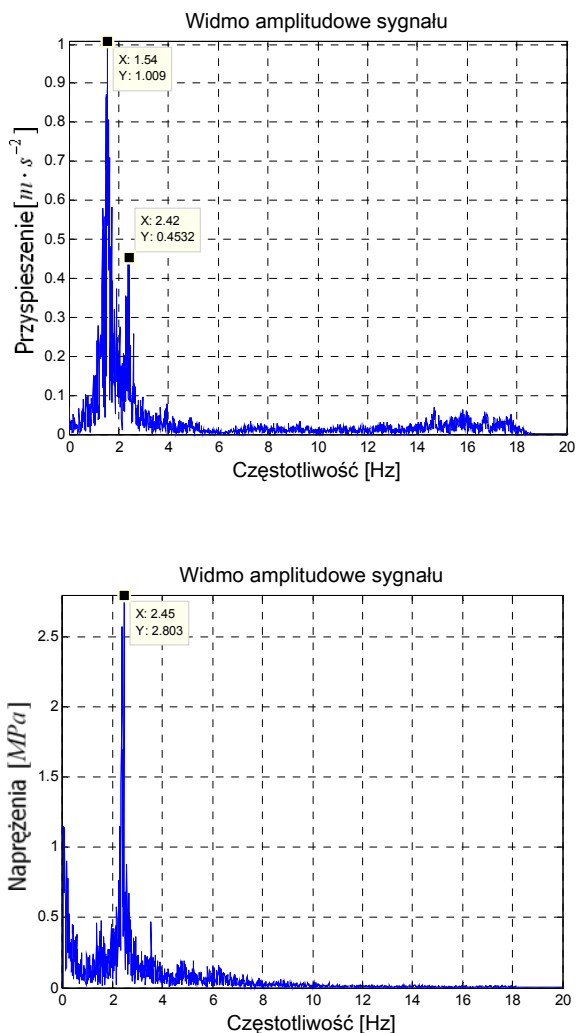 Widmo amplitudowe sygnału
1
0.9
0.8
0.7
0.6
0.5
0.4
0.3
0.2
0.1
0
X: 1.54
Y: 1.009
X: 2.42
Y: 0.4532
Przyspieszenie [m · s⁻²]
0 2 4 6 8 10 12 14 16 18 20
Częstotliwość [Hz]
Widmo amplitudowe sygnału
X: 2.45
Y: 2.803
2.5
2
1.5
1
0.5
0
Naprężenia [MPa]
0 2 4 6 8 10 12 14 16 18 20
Częstotliwość [Hz]